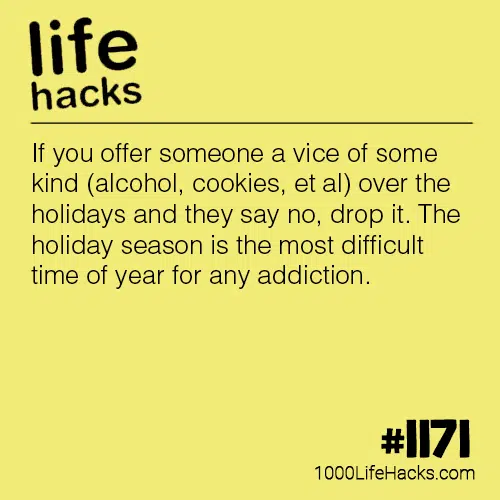 life
hacks
If you offer someone a vice of some
kind (alcohol, cookies, et al) over the
holidays and they say no, drop it. The
holiday season is the most difficult
time of year for any addiction.
#1171
1000LifeHacks.com